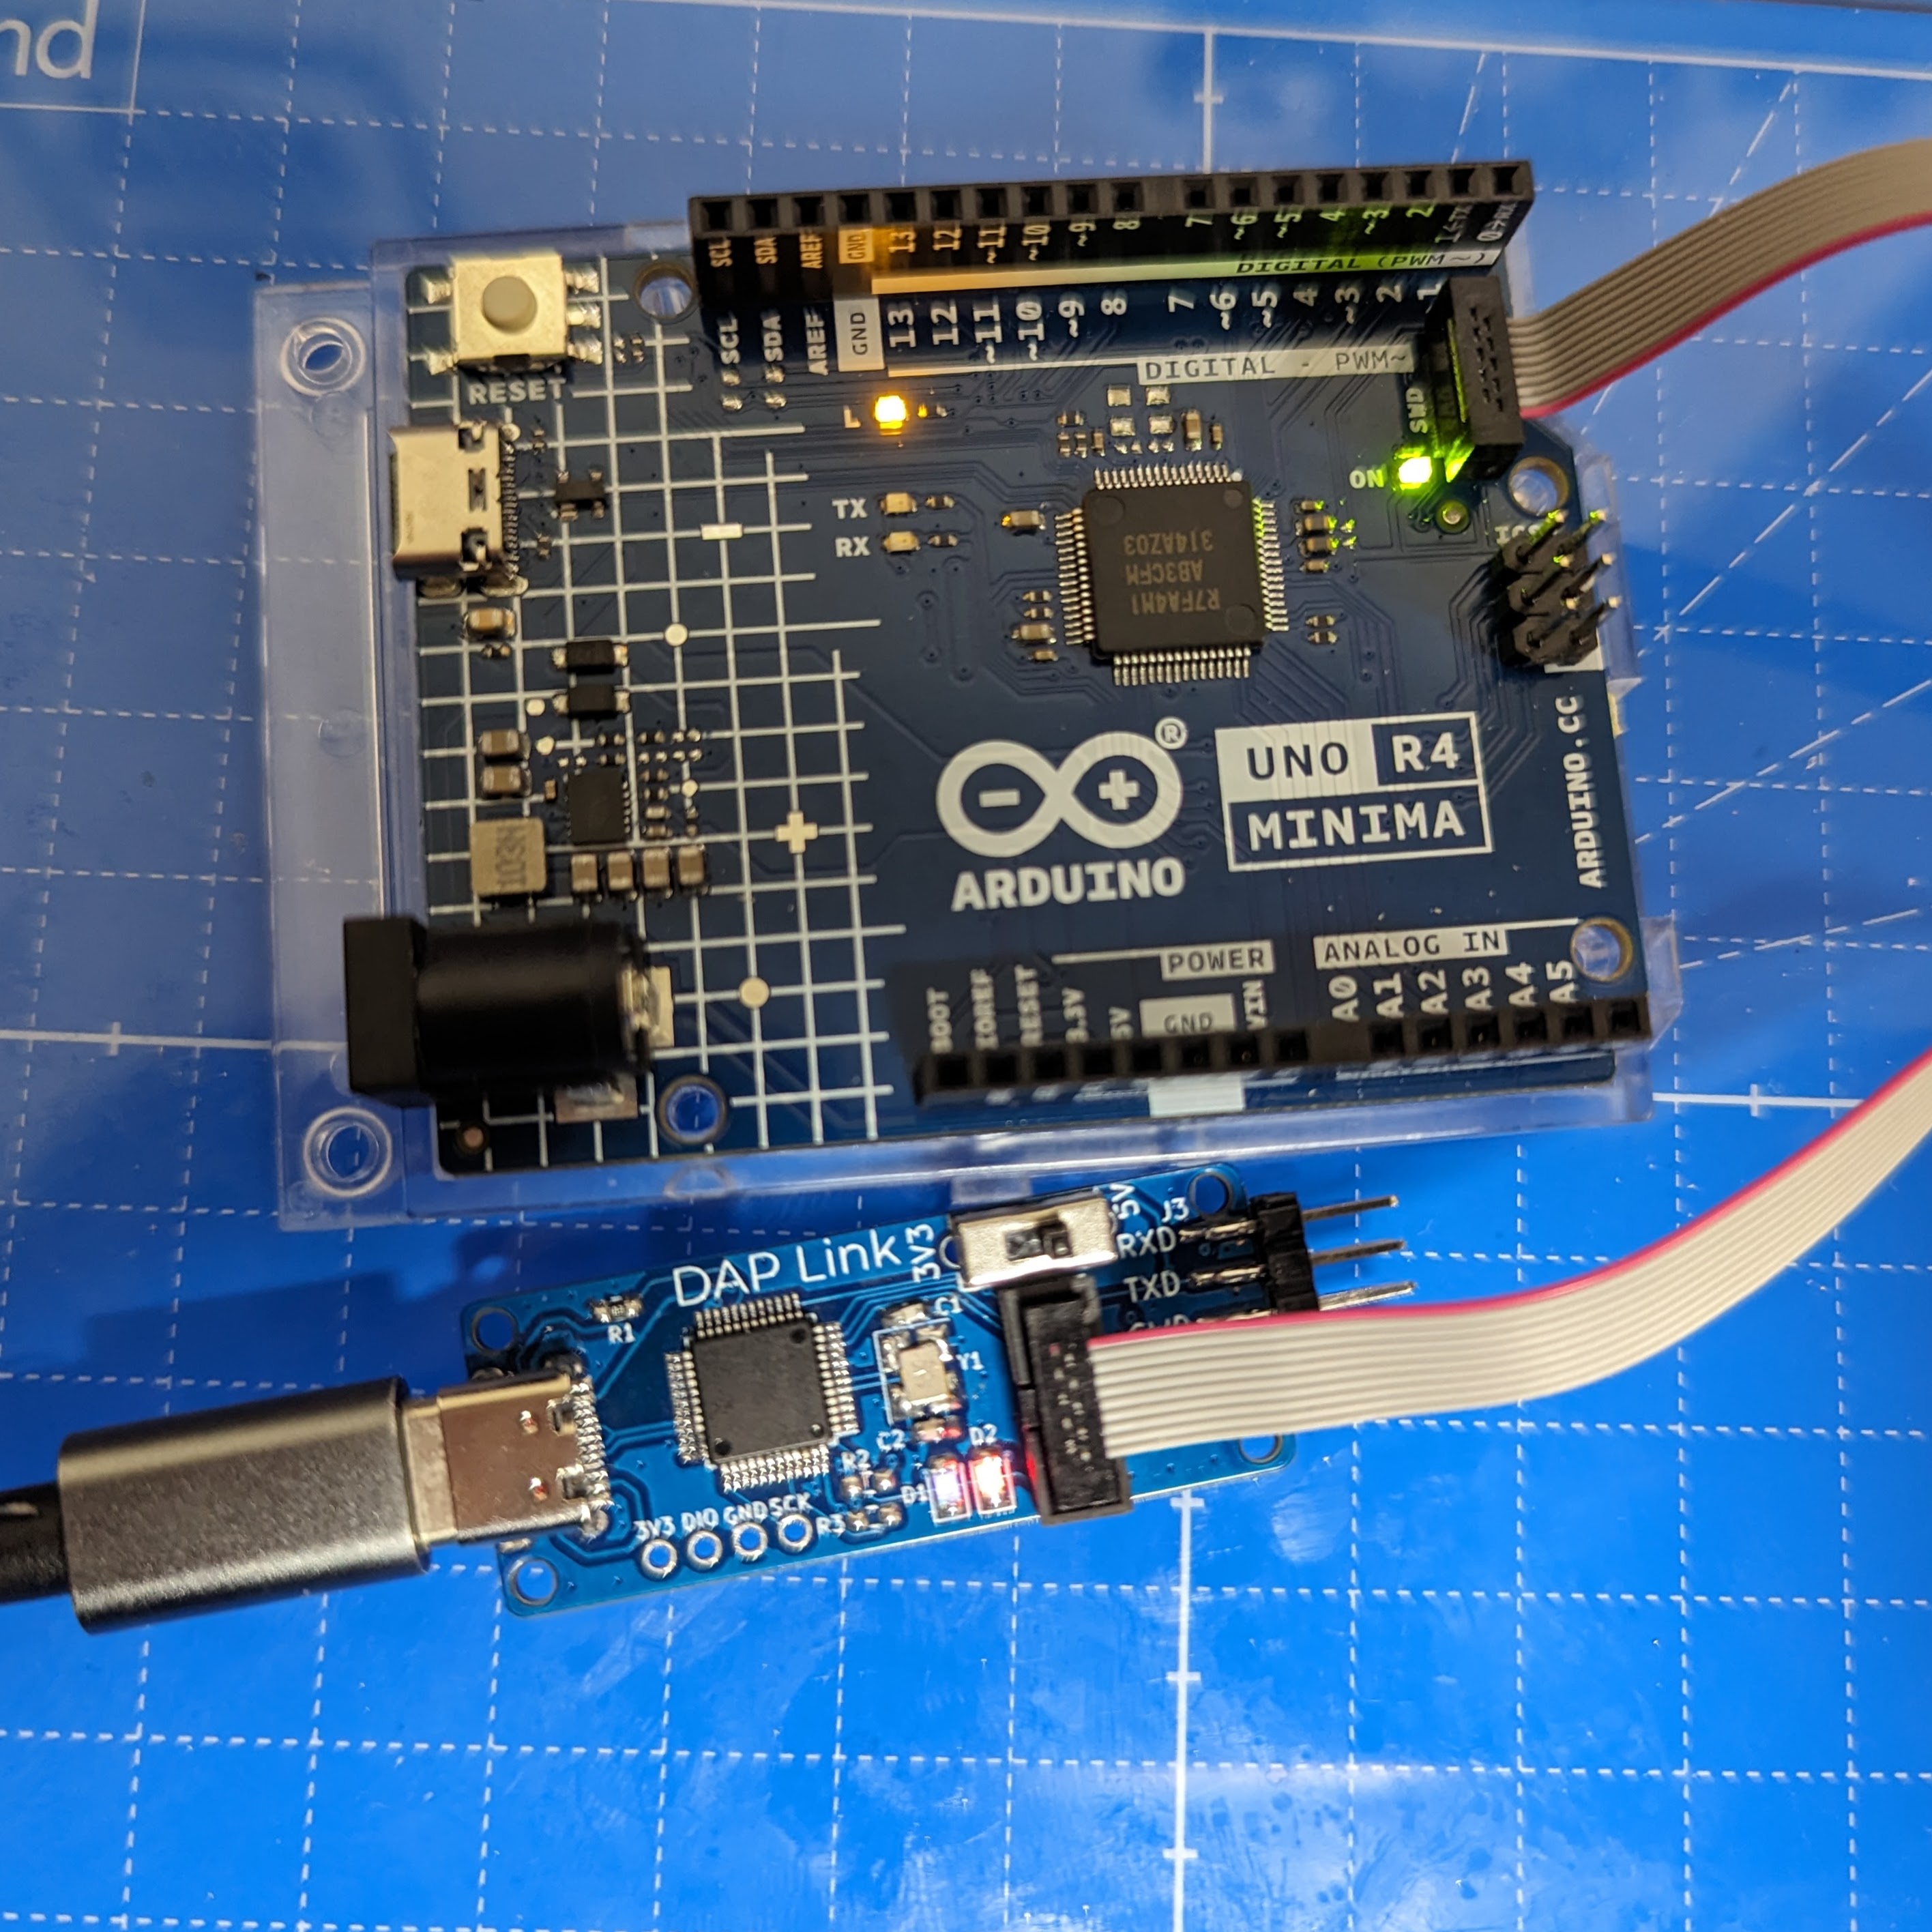 nd
SCL SDA AREF GND 13 12 ~11 ~10 ~9 8 7 ~6 ~5 4 ~3 2
DIGITAL (PWM~)
SCL SDA AREF GND 13 12 ~11 ~10 ~9 8 7 ~6 ~5 4 ~3 2 1
DIGITAL - PWM~
RESET
SWD
ON
TX
RX
R7FA4M1
AB3CFM
314AZ03
103N
®
ARDUINO
UNO R4
MINIMA
ARDUINO.CC
POWER
ANALOG IN
BOOT IOREF RESET 3.3V 5V GND VIN A0 A1 A2 A3 A4 A5
DAP Link
3V3
5V
J3
RXD
TXD
R1
C1
Y1
C2
D2
R2
D1
R3
3V3 DIO GND SCK